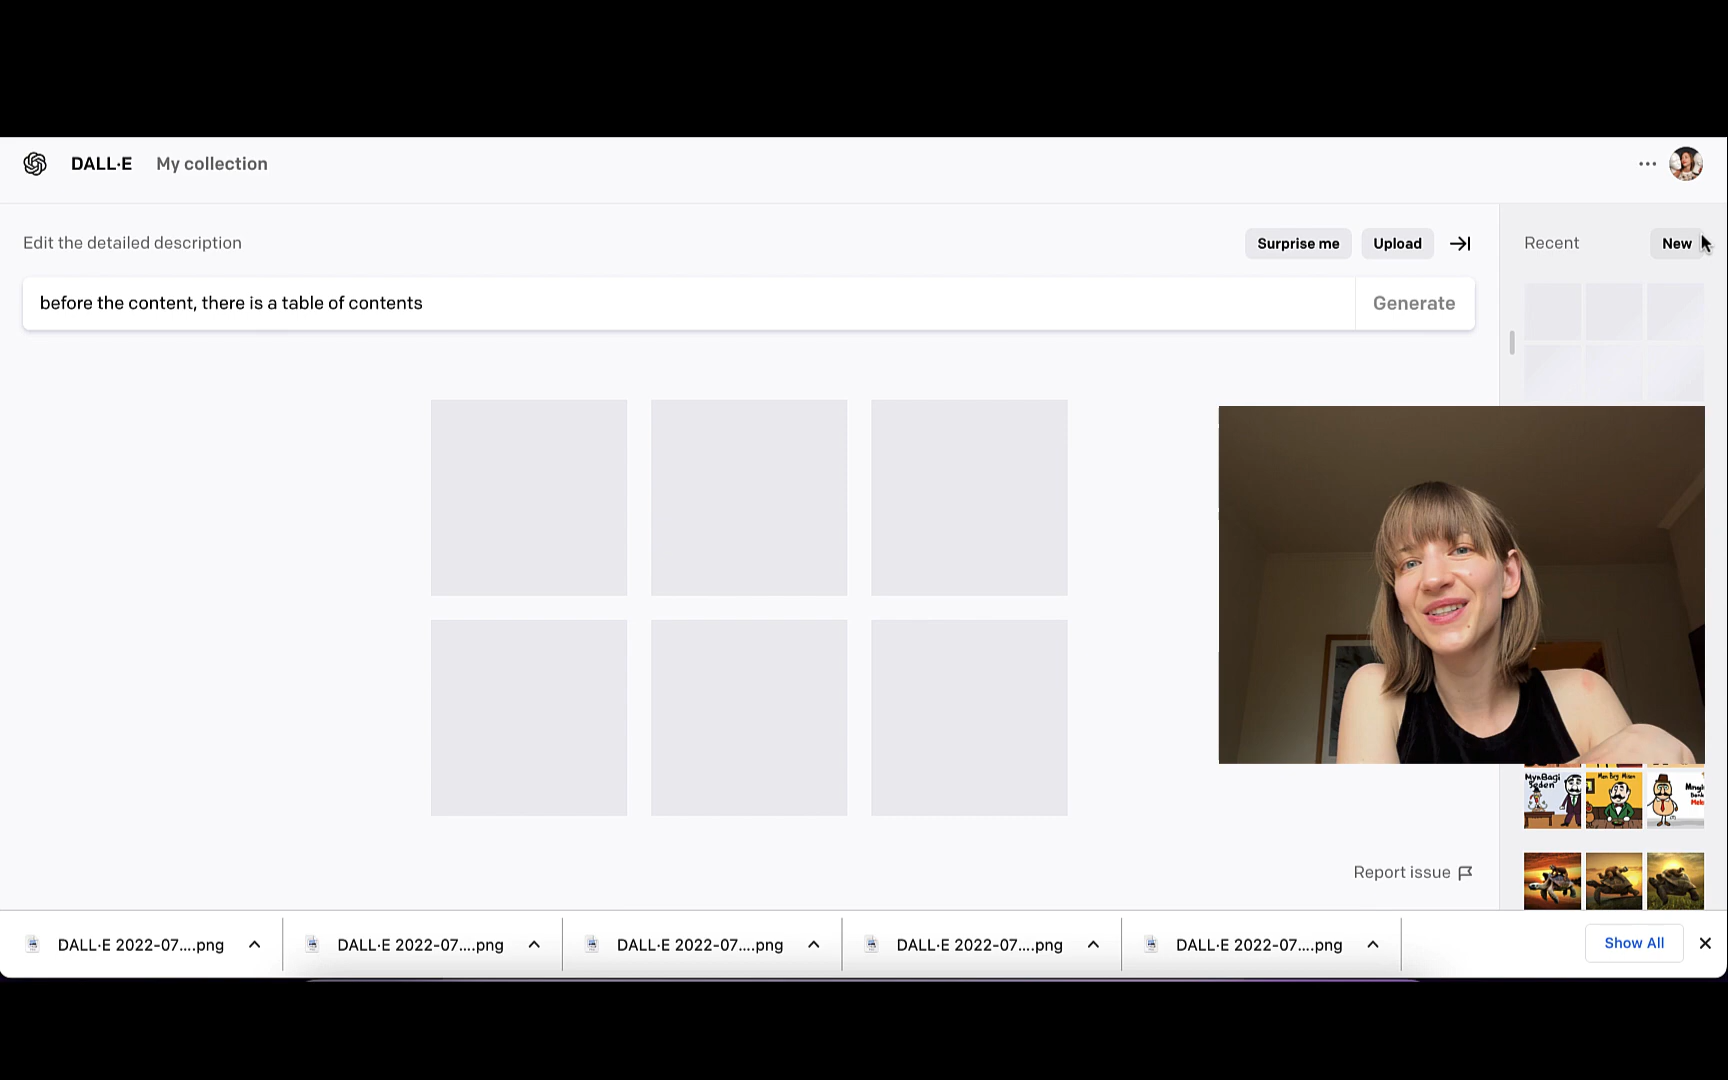 DALL·E My collection
Edit the detailed description
Surprise me Upload
Recent New
before the content, there is a table of contents
Generate
Report issue
DALL·E 2022-07....png DALL·E 2022-07....png DALL·E 2022-07....png DALL·E 2022-07....png DALL·E 2022-07....png
Show All